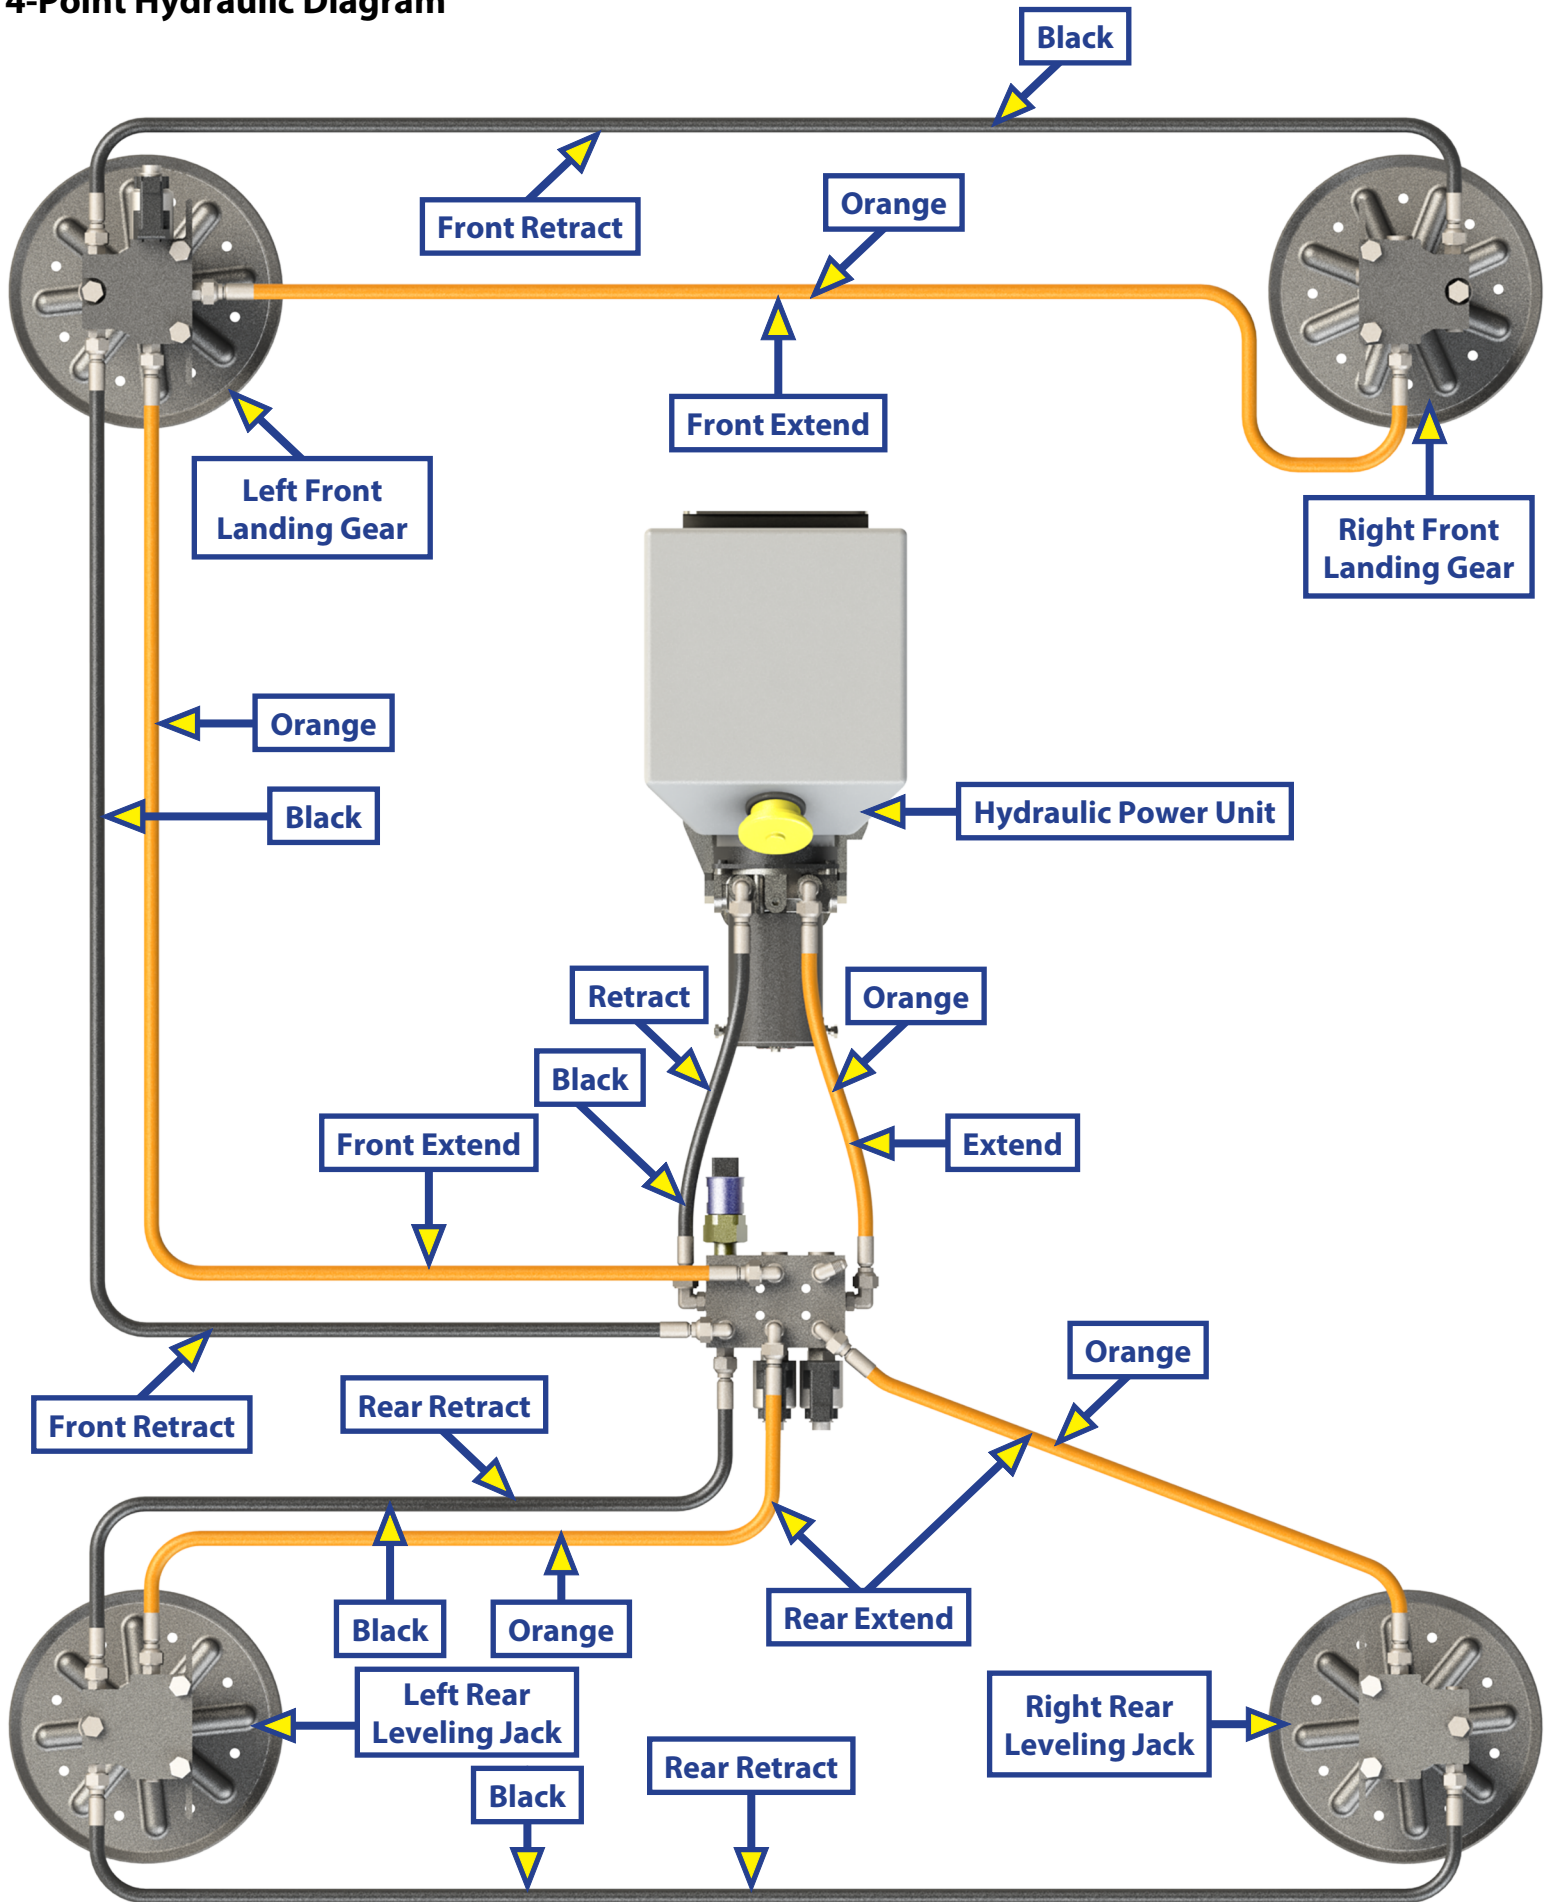 4-Point Hydraulic Diagram
Black
Front Retract
Orange
Front Extend
Left Front
Landing Gear
Right Front
Landing Gear
Orange
Black
Hydraulic Power Unit
Retract
Orange
Black
Front Extend
Extend
Front Retract
Rear Retract
Orange
Black
Orange
Rear Extend
Left Rear
Leveling Jack
Right Rear
Leveling Jack
Rear Retract
Black